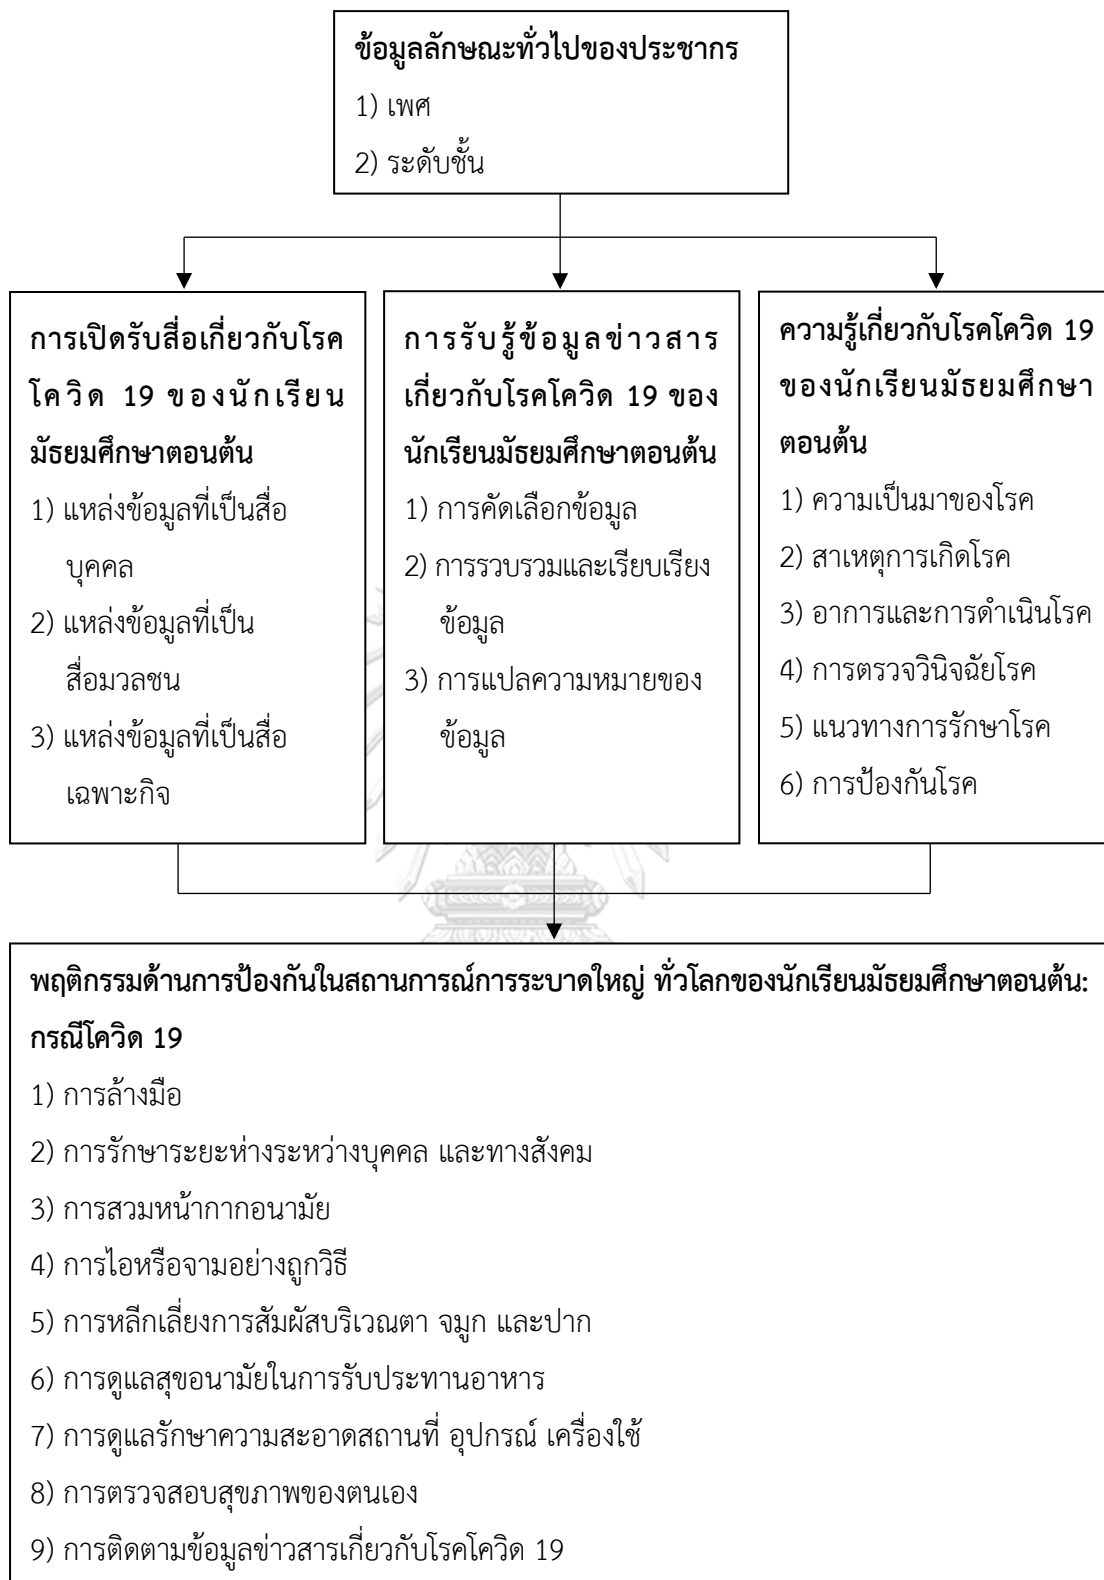 ข้อมูลลักษณะทั่วไปของประชากร
1) เพศ
2) ระดับชั้น
การเปิดรับสื่อเกี่ยวกับโรค
โควิด 19 ของนักเรียน
มัธยมศึกษาตอนต้น
1) แหล่งข้อมูลที่เป็นสื่อ
บุคคล
2) แหล่งข้อมูลที่เป็น
สื่อมวลชน
3) แหล่งข้อมูลที่เป็นสื่อ
เฉพาะกิจ
การรับรู้ข้อมูลข่าวสาร
เกี่ยวกับโรคโควิด 19 ของ
นักเรียนมัธยมศึกษาตอนต้น
1) การคัดเลือกข้อมูล
2) การรวบรวมและเรียบเรียง
ข้อมูล
3) การแปลความหมายของ
ข้อมูล
ความรู้เกี่ยวกับโรคโควิด 19
ของนักเรียนมัธยมศึกษา
ตอนต้น
1) ความเป็นมาของโรค
2) สาเหตุการเกิดโรค
3) อาการและการดำเนินโรค
4) การตรวจวินิจฉัยโรค
5) แนวทางการรักษาโรค
6) การป้องกันโรค
พฤติกรรมด้านการป้องกันในสถานการณ์การระบาดใหญ่ ทั่วโลกของนักเรียนมัธยมศึกษาตอนต้น:
กรณีโควิด 19
1) การล้างมือ
2) การรักษาระยะห่างระหว่างบุคคล และทางสังคม
3) การสวมหน้ากากอนามัย
4) การไอหรือจามอย่างถูกวิธี
5) การหลีกเลี่ยงการสัมผัสบริเวณตา จมูก และปาก
6) การดูแลสุขอนามัยในการรับประทานอาหาร
7) การดูแลรักษาความสะอาดสถานที่ อุปกรณ์ เครื่องใช้
8) การตรวจสอบสุขภาพของตนเอง
9) การติดตามข้อมูลข่าวสารเกี่ยวกับโรคโควิด 19